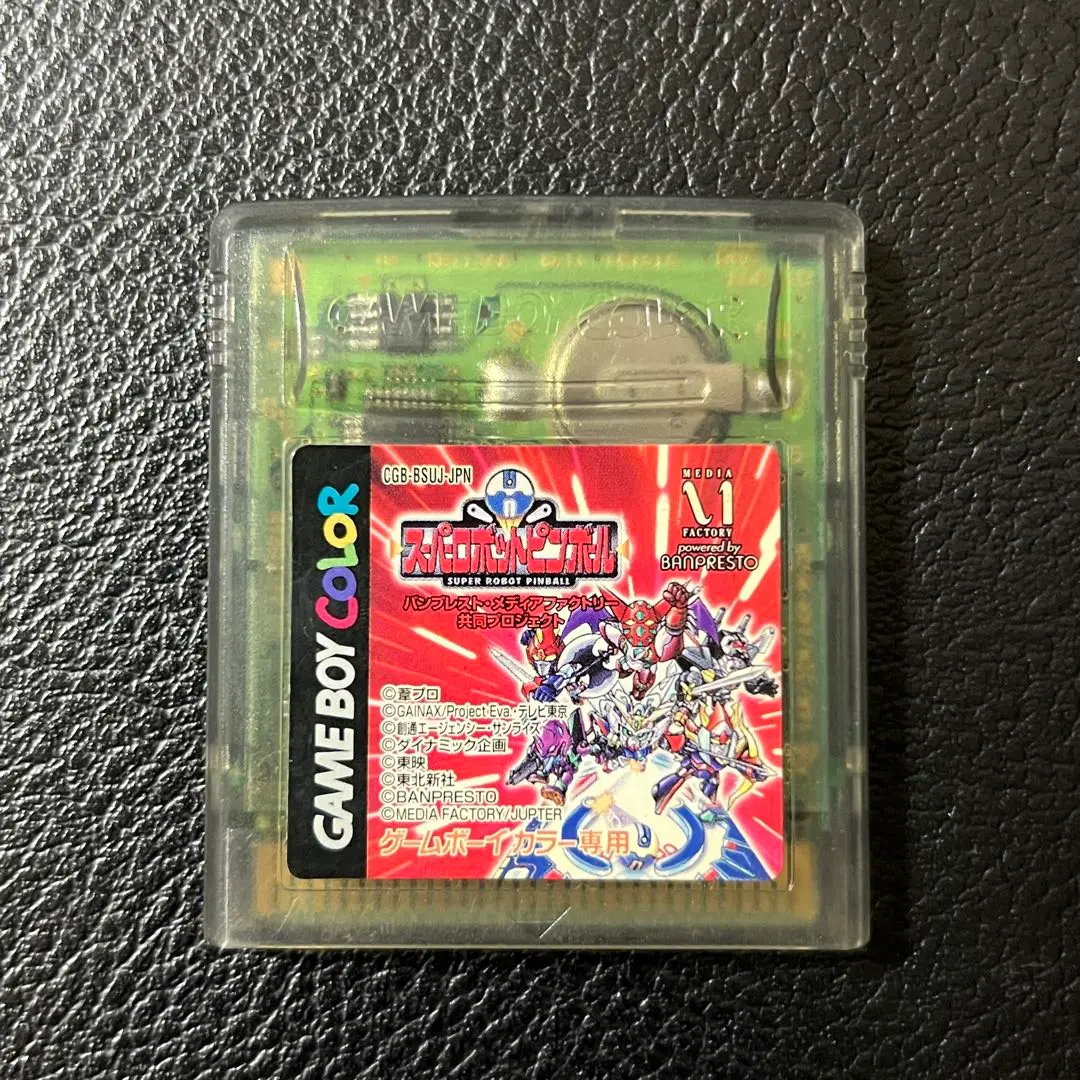 GAME BOY COLOR
CGB-BSUJ-JPN
スーパーロボットピンボール
SUPER ROBOT PINBALL
バンプレスト・メディアファクトリー
共同プロジェクト
MEDIA
FACTORY
powered by
BANPRESTO
©葦プロ
©GAINAX/Project Eva.・テレビ東京
©創通エージェンシー・サンライズ
©ダイナミック企画
©東映
©東北新社
©BANPRESTO
©MEDIA FACTORY/JUPTER
ゲームボーイカラー専用
GAME BOY COLOR